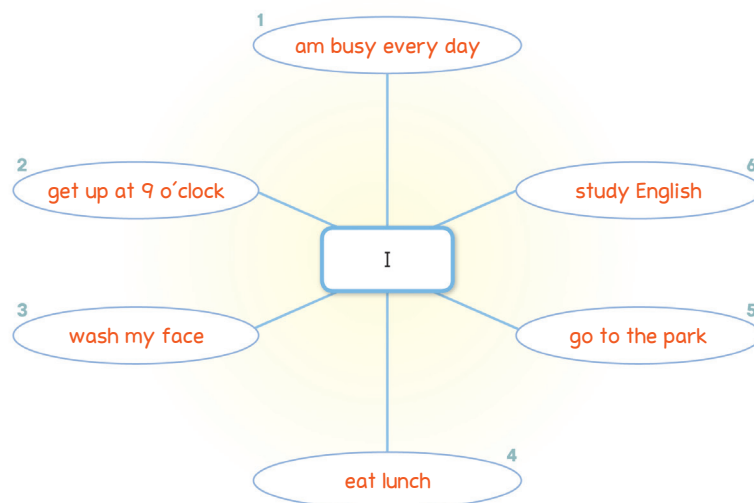 1
am busy every day
2
get up at 9 o'clock
6
study English
I
3
wash my face
5
go to the park
4
eat lunch